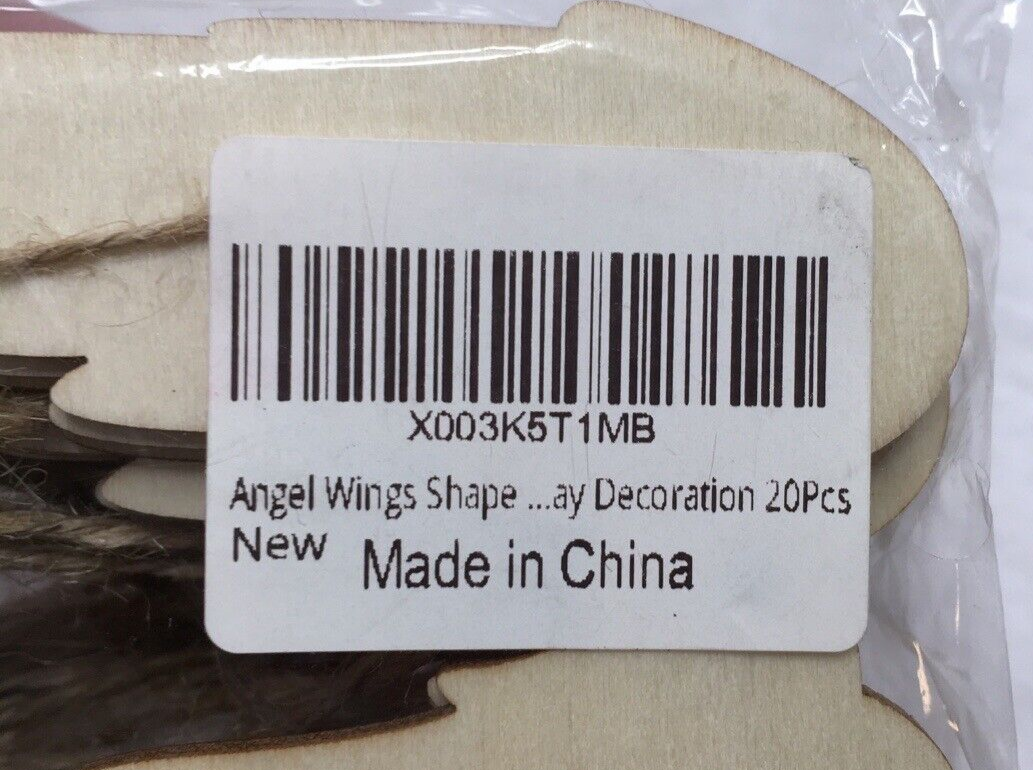 X003K5T1MB
Angel Wings Shape ...ay Decoration 20Pcs
New
Made in China